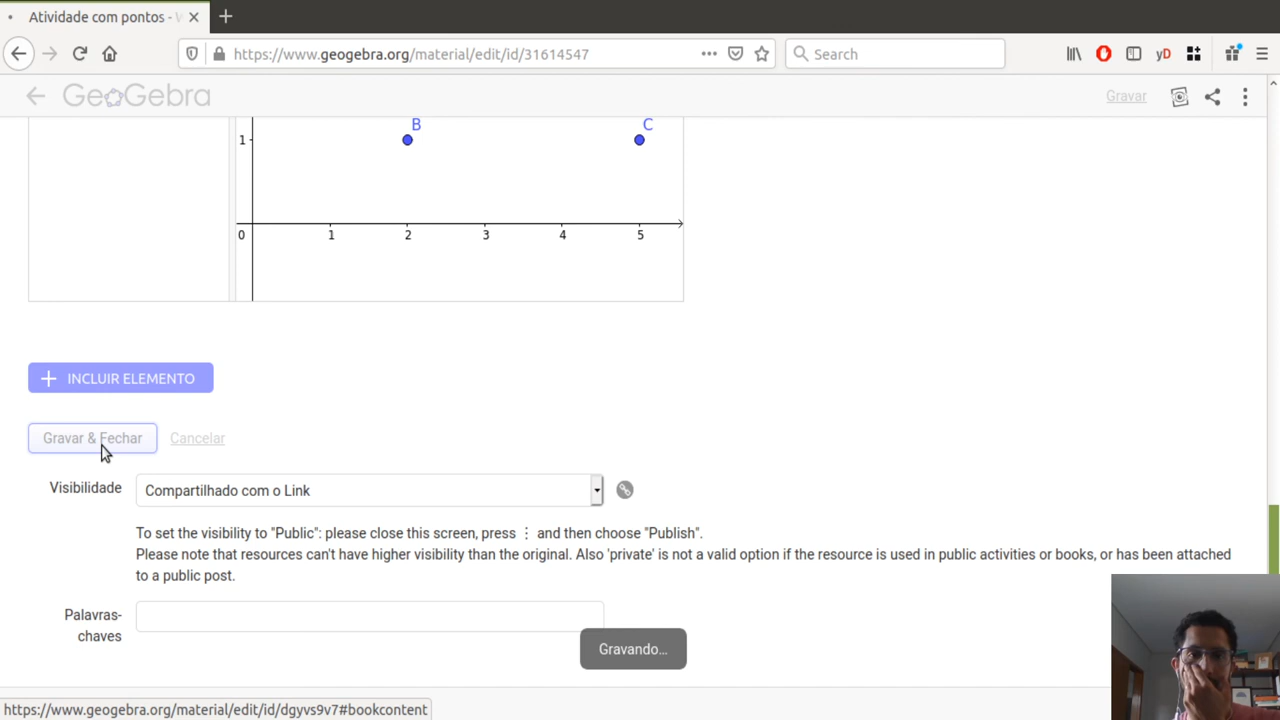 Atividade com pontos - W
https://www.geogebra.org/material/edit/id/31614547
Search
yD
GeoGebra
Gravar
B
C
1
0 1 2 3 4 5
INCLUIR ELEMENTO
Gravar & Fechar Cancelar
Visibilidade Compartilhado com o Link
To set the visibility to "Public": please close this screen, press ⋮ and then choose "Publish".
Please note that resources can't have higher visibility than the original. Also 'private' is not a valid option if the resource is used in public activities or books, or has been attached
to a public post.
Palavras-
chaves
Gravando...
https://www.geogebra.org/material/edit/id/dgyvs9v7#bookcontent